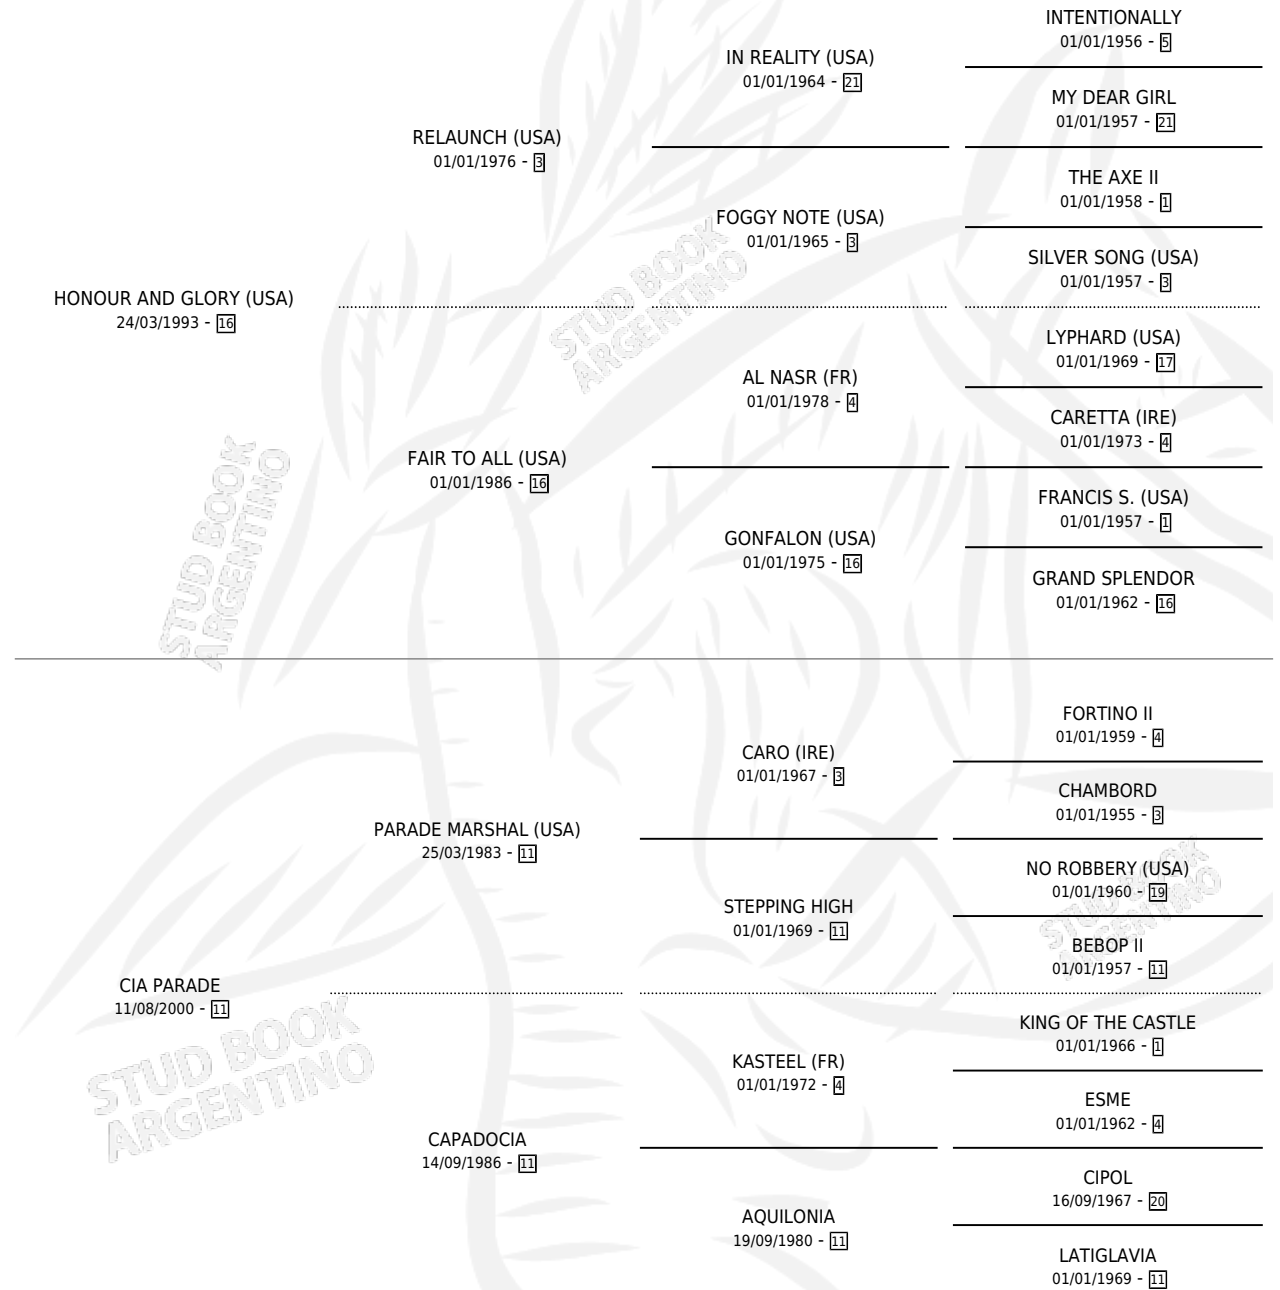 INTENTIONALLY
01/01/1956 - 5
IN REALITY (USA)
01/01/1964 - 21
MY DEAR GIRL
01/01/1957 - 21
RELAUNCH (USA)
01/01/1976 - 3
THE AXE II
01/01/1958 - 1
FOGGY NOTE (USA)
01/01/1965 - 3
SILVER SONG (USA)
01/01/1957 - 3
HONOUR AND GLORY (USA)
24/03/1993 - 16
LYPHARD (USA)
01/01/1969 - 17
AL NASR (FR)
01/01/1978 - 4
CARETTA (IRE)
01/01/1973 - 4
FAIR TO ALL (USA)
01/01/1986 - 16
FRANCIS S. (USA)
01/01/1957 - 1
GONFALON (USA)
01/01/1975 - 16
GRAND SPLENDOR
01/01/1962 - 16
FORTINO II
01/01/1959 - 4
CARO (IRE)
01/01/1967 - 3
CHAMBORD
01/01/1955 - 3
PARADE MARSHAL (USA)
25/03/1983 - 11
NO ROBBERY (USA)
01/01/1960 - 19
STEPPING HIGH
01/01/1969 - 11
BEBOP II
01/01/1957 - 11
CIA PARADE
11/08/2000 - 11
KING OF THE CASTLE
01/01/1966 - 1
KASTEEL (FR)
01/01/1972 - 4
ESME
01/01/1962 - 4
CAPADOCIA
14/09/1986 - 11
CIPOL
16/09/1967 - 20
AQUILONIA
19/09/1980 - 11
LATIGLAVIA
01/01/1969 - 11
STUD BOOK
ARGENTINO
STUD BOOK
ARGENTINO
STUD BOOK
ARGENTINO
STUD BOOK
ARGENTINO